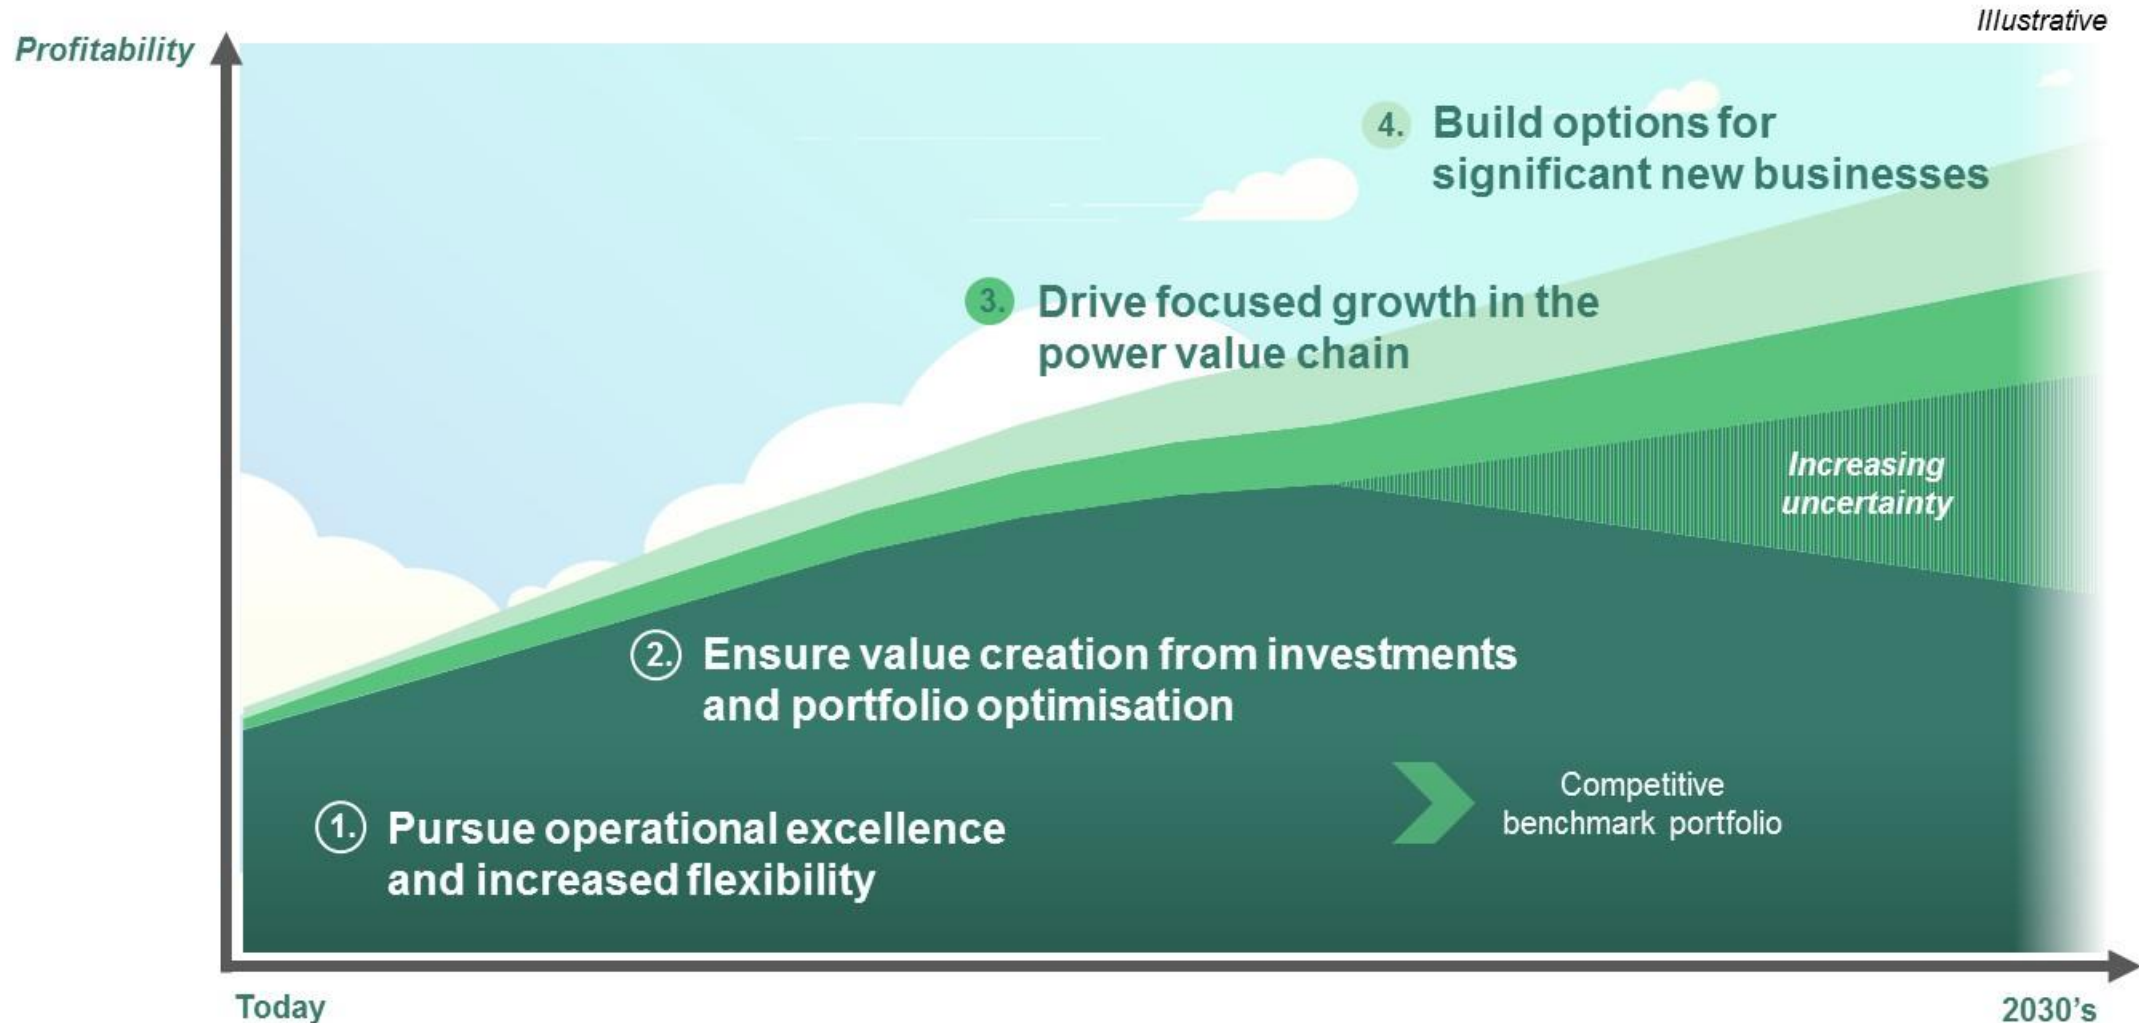 Illustrative
Profitability
4. Build options for
significant new businesses
3. Drive focused growth in the
power value chain
Increasing
uncertainty
2. Ensure value creation from investments
and portfolio optimisation
Competitive
benchmark portfolio
1. Pursue operational excellence
and increased flexibility
Today
2030’s